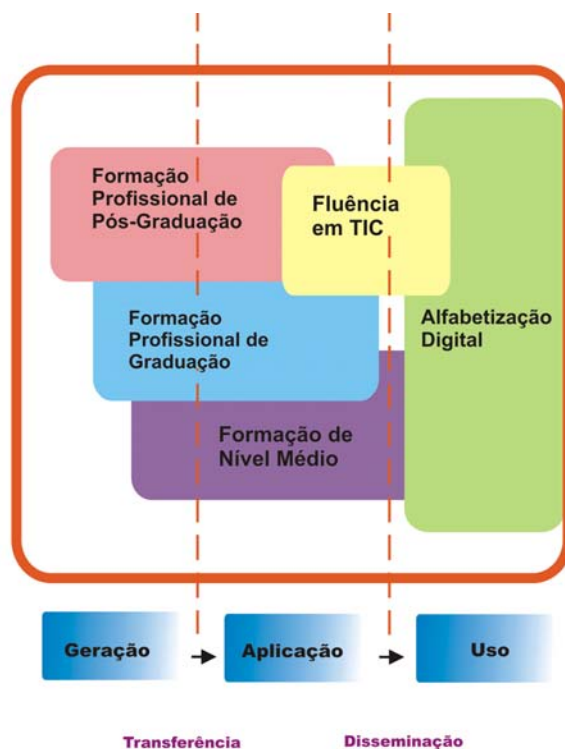 Formação
Profissional de
Pós-Graduação
Fluência
em TIC
Formação
Profissional de
Graduação
Alfabetização
Digital
Formação de
Nível Médio
Geração
Aplicação
Uso
Transferência
Disseminação